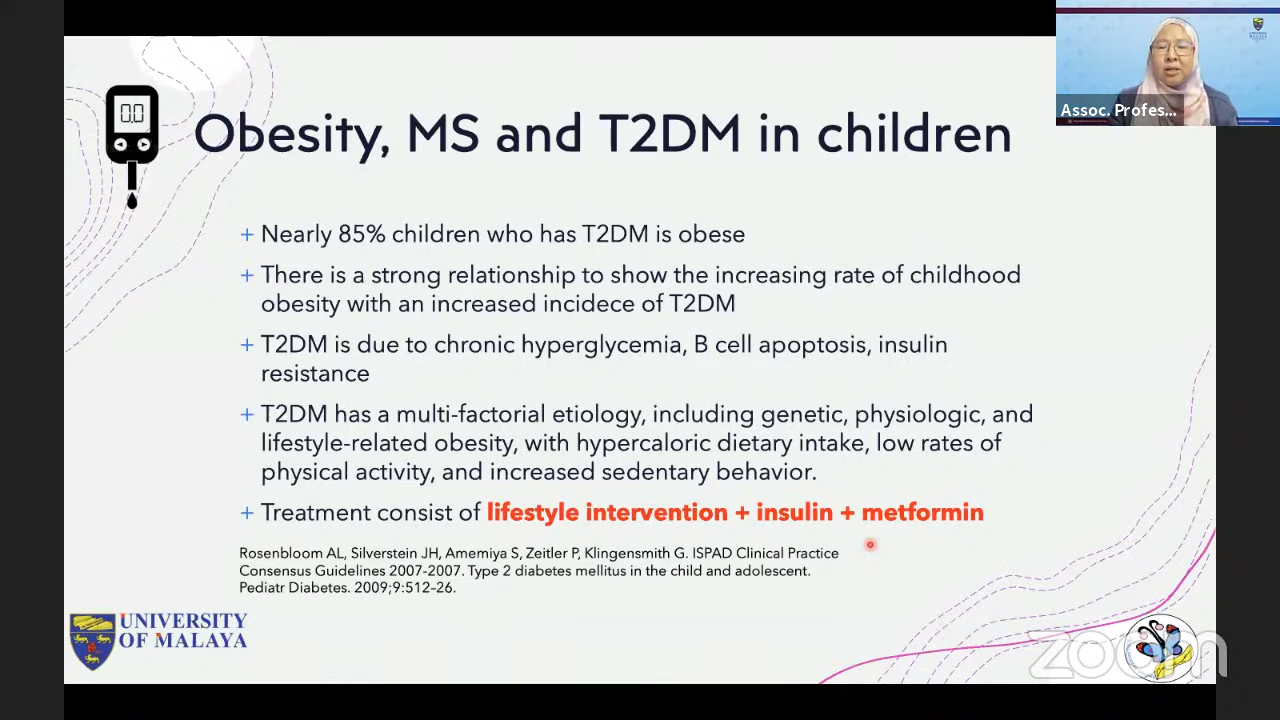 0,0
Obesity, MS and T2DM in children
+ Nearly 85% children who has T2DM is obese
+ There is a strong relationship to show the increasing rate of childhood
obesity with an increased incidece of T2DM
+ T2DM is due to chronic hyperglycemia, B cell apoptosis, insulin
resistance
+ T2DM has a multi-factorial etiology, including genetic, physiologic, and
lifestyle-related obesity, with hypercaloric dietary intake, low rates of
physical activity, and increased sedentary behavior.
+ Treatment consist of lifestyle intervention + insulin + metformin
Rosenbloom AL, Silverstein JH, Amemiya S, Zeitler P, Klingensmith G. ISPAD Clinical Practice
Consensus Guidelines 2007-2007. Type 2 diabetes mellitus in the child and adolescent.
Pediatr Diabetes. 2009;9:512–26.
UNIVERSITY
OF MALAYA
zoom
Assoc. Profes...